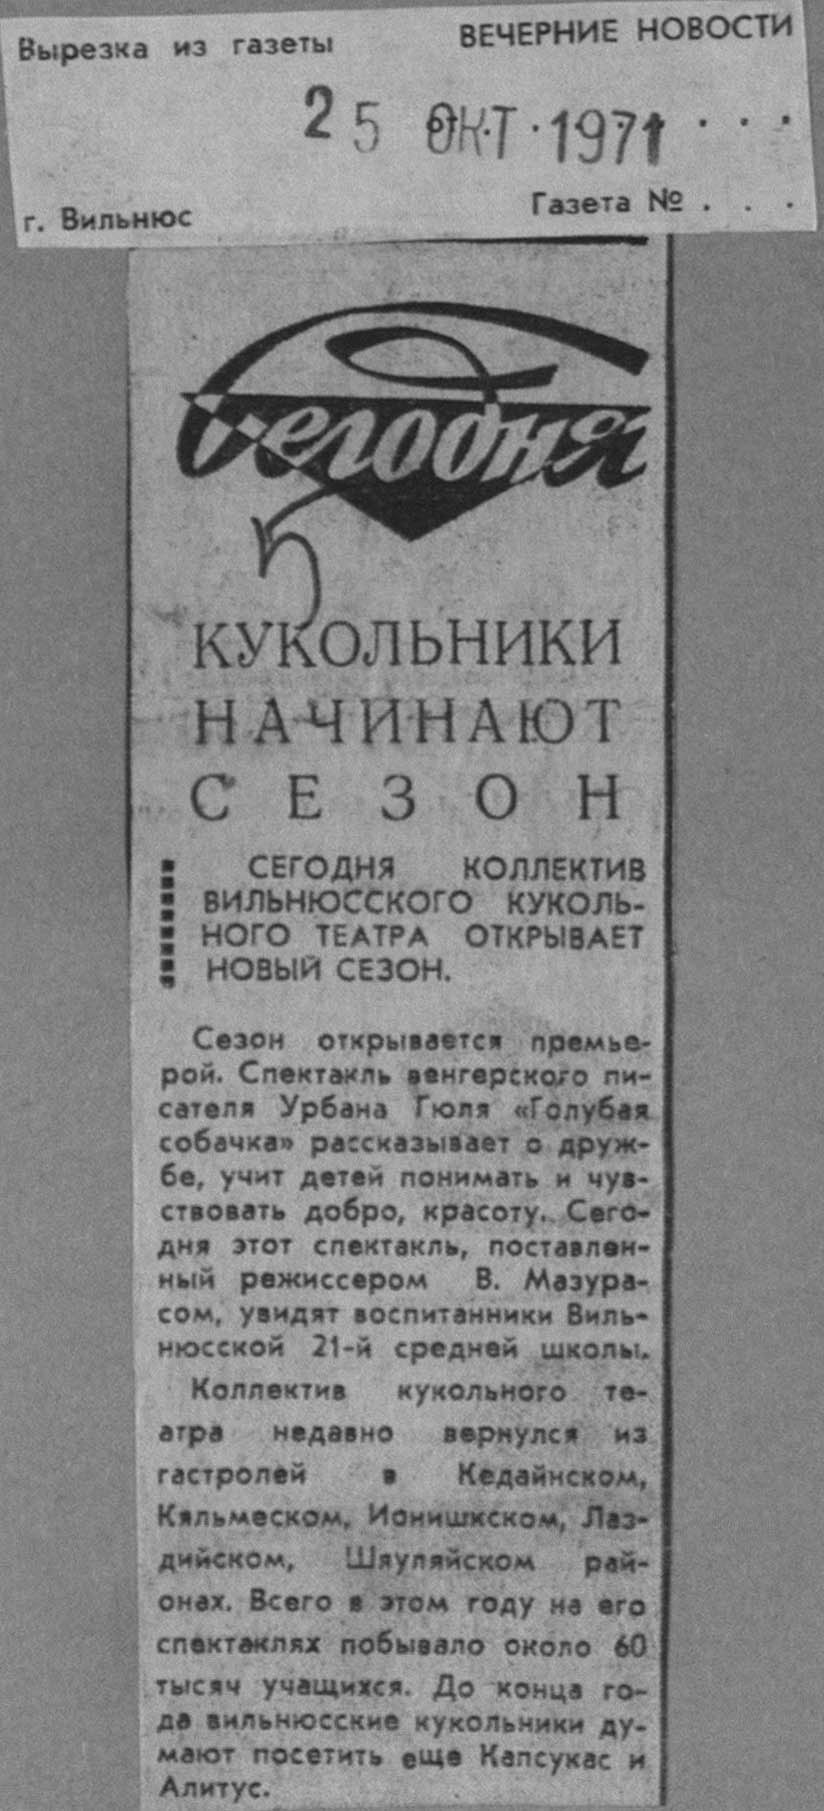 Вырезка из газеты
ВЕЧЕРНИЕ НОВОСТИ
25 ОКТ 1971 . . .
г. Вильнюс
Газета № . . .
Сегодня
КУКОЛЬНИКИ
НАЧИНАЮТ
СЕЗОН
СЕГОДНЯ КОЛЛЕКТИВ
ВИЛЬНЮССКОГО КУКОЛЬ-
НОГО ТЕАТРА ОТКРЫВАЕТ
НОВЫЙ СЕЗОН.
Сезон открывается премье-
рой. Спектакль венгерского пи-
сателя Урбана Гюля «Голубая
собачка» рассказывает о друж-
бе, учит детей понимать и чув-
ствовать добро, красоту. Сего-
дня этот спектакль, поставлен-
ный режиссером В. Мазура-
сом, увидят воспитанники Виль-
нюсской 21-й средней школы.
Коллектив кукольного те-
атра недавно вернулся из
гастролей в Кедайнском,
Кяльмеском, Ионишкском, Лаз-
дийском, Шяуляйском рай-
онах. Всего в этом году на его
спектаклях побывало около 60
тысяч учащихся. До конца го-
да вильнюсские кукольники ду-
мают посетить еще Капсукас и
Алитус.